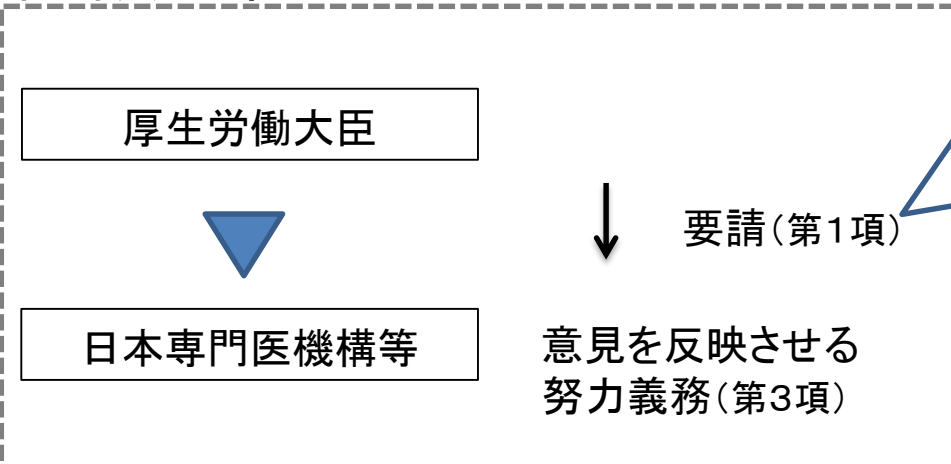 厚生労働大臣
要請(第1項)
日本専門医機構等
意見を反映させる
努力義務(第3項)